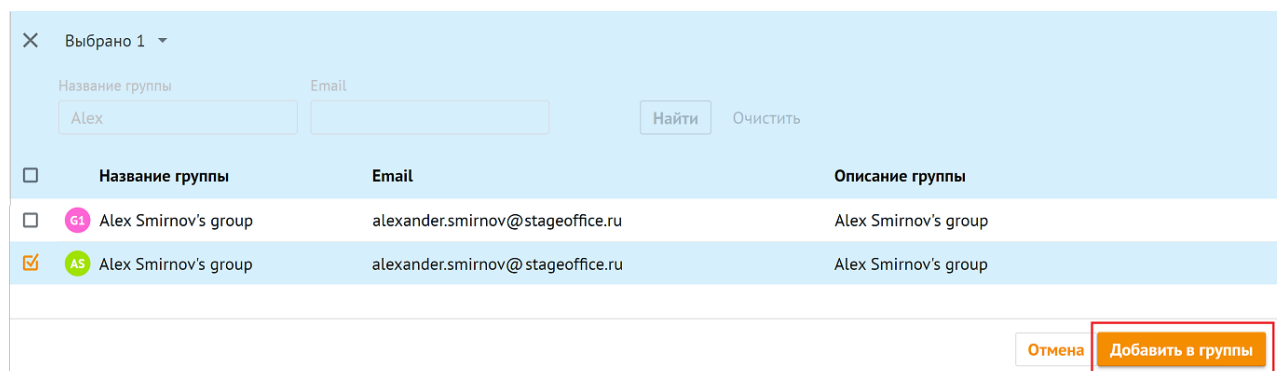 Выбрано 1
Название группы Email
Alex Найти Очистить
Название группы Email Описание группы
G1 Alex Smirnov's group alexander.smirnov@stageoffice.ru Alex Smirnov's group
AS Alex Smirnov's group alexander.smirnov@stageoffice.ru Alex Smirnov's group
Отмена Добавить в группы